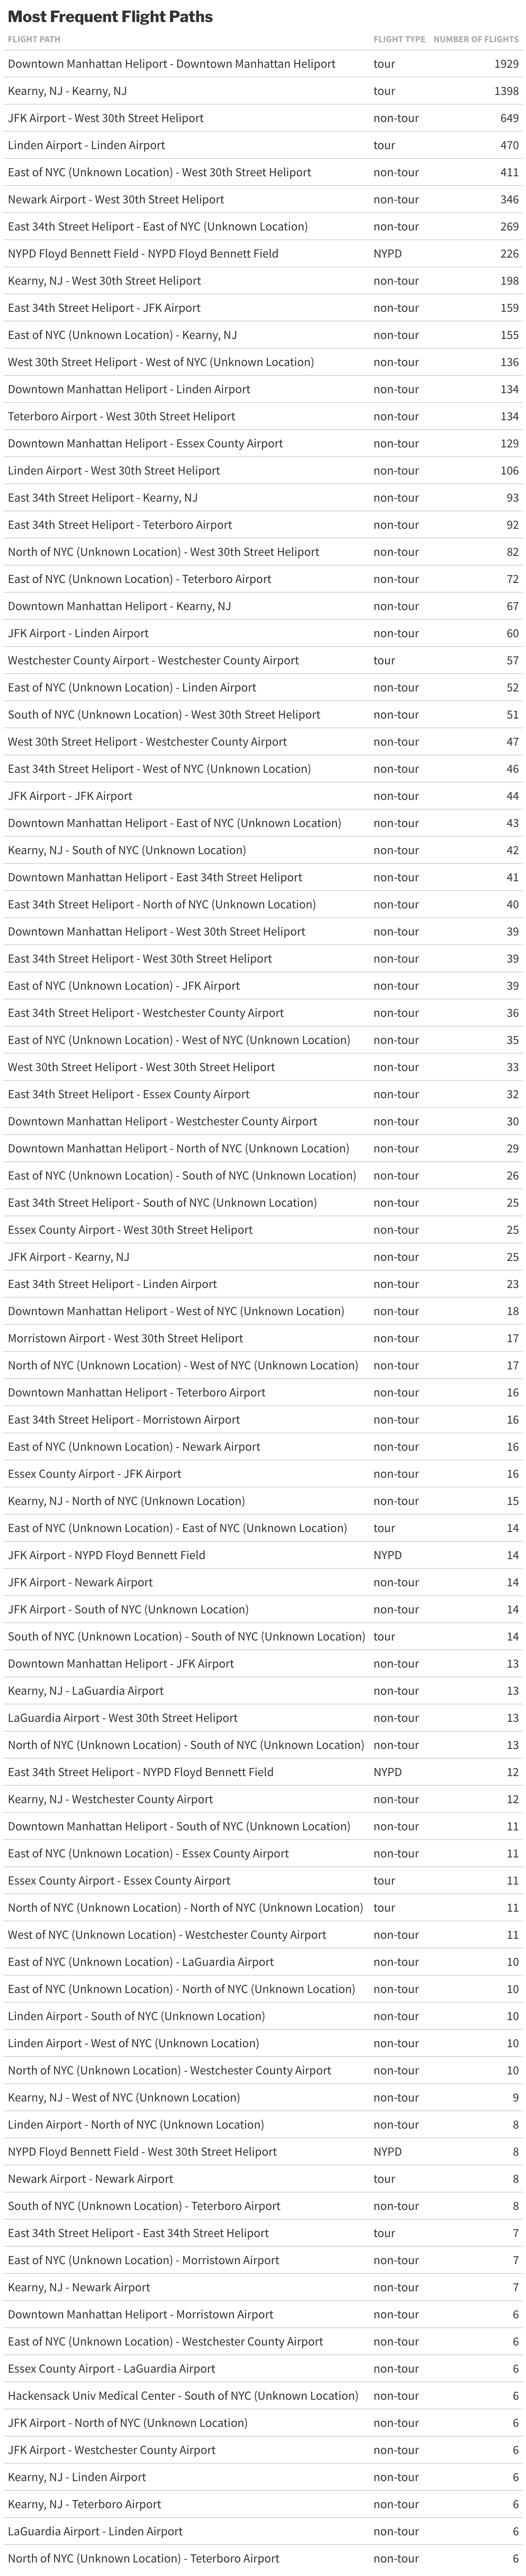 Most Frequent Flight Paths
FLIGHT PATH FLIGHT TYPE NUMBER OF FLIGHTS
Downtown Manhattan Heliport - Downtown Manhattan Heliport tour 1929
Kearny, NJ - Kearny, NJ tour 1398
JFK Airport - West 30th Street Heliport non-tour 649
Linden Airport - Linden Airport tour 470
East of NYC (Unknown Location) - West 30th Street Heliport non-tour 411
Newark Airport - West 30th Street Heliport non-tour 346
East 34th Street Heliport - East of NYC (Unknown Location) non-tour 269
NYPD Floyd Bennett Field - NYPD Floyd Bennett Field NYPD 226
Kearny, NJ - West 30th Street Heliport non-tour 198
East 34th Street Heliport - JFK Airport non-tour 159
East of NYC (Unknown Location) - Kearny, NJ non-tour 155
West 30th Street Heliport - West of NYC (Unknown Location) non-tour 136
Downtown Manhattan Heliport - Linden Airport non-tour 134
Teterboro Airport - West 30th Street Heliport non-tour 134
Downtown Manhattan Heliport - Essex County Airport non-tour 129
Linden Airport - West 30th Street Heliport non-tour 106
East 34th Street Heliport - Kearny, NJ non-tour 93
East 34th Street Heliport - Teterboro Airport non-tour 92
North of NYC (Unknown Location) - West 30th Street Heliport non-tour 82
East of NYC (Unknown Location) - Teterboro Airport non-tour 72
Downtown Manhattan Heliport - Kearny, NJ non-tour 67
JFK Airport - Linden Airport non-tour 60
Westchester County Airport - Westchester County Airport tour 57
East of NYC (Unknown Location) - Linden Airport non-tour 52
South of NYC (Unknown Location) - West 30th Street Heliport non-tour 51
West 30th Street Heliport - Westchester County Airport non-tour 47
East 34th Street Heliport - West of NYC (Unknown Location) non-tour 46
JFK Airport - JFK Airport non-tour 44
Downtown Manhattan Heliport - East of NYC (Unknown Location) non-tour 43
Kearny, NJ - South of NYC (Unknown Location) non-tour 42
Downtown Manhattan Heliport - East 34th Street Heliport non-tour 41
East 34th Street Heliport - North of NYC (Unknown Location) non-tour 40
Downtown Manhattan Heliport - West 30th Street Heliport non-tour 39
East 34th Street Heliport - West 30th Street Heliport non-tour 39
East of NYC (Unknown Location) - JFK Airport non-tour 39
East 34th Street Heliport - Westchester County Airport non-tour 36
East of NYC (Unknown Location) - West of NYC (Unknown Location) non-tour 35
West 30th Street Heliport - West 30th Street Heliport non-tour 33
East 34th Street Heliport - Essex County Airport non-tour 32
Downtown Manhattan Heliport - Westchester County Airport non-tour 30
Downtown Manhattan Heliport - North of NYC (Unknown Location) non-tour 29
East of NYC (Unknown Location) - South of NYC (Unknown Location) non-tour 26
East 34th Street Heliport - South of NYC (Unknown Location) non-tour 25
Essex County Airport - West 30th Street Heliport non-tour 25
JFK Airport - Kearny, NJ non-tour 25
East 34th Street Heliport - Linden Airport non-tour 23
Downtown Manhattan Heliport - West of NYC (Unknown Location) non-tour 18
Morristown Airport - West 30th Street Heliport non-tour 17
North of NYC (Unknown Location) - West of NYC (Unknown Location) non-tour 17
Downtown Manhattan Heliport - Teterboro Airport non-tour 16
East 34th Street Heliport - Morristown Airport non-tour 16
East of NYC (Unknown Location) - Newark Airport non-tour 16
Essex County Airport - JFK Airport non-tour 16
Kearny, NJ - North of NYC (Unknown Location) non-tour 15
East of NYC (Unknown Location) - East of NYC (Unknown Location) tour 14
JFK Airport - NYPD Floyd Bennett Field NYPD 14
JFK Airport - Newark Airport non-tour 14
JFK Airport - South of NYC (Unknown Location) non-tour 14
South of NYC (Unknown Location) - South of NYC (Unknown Location) tour 14
Downtown Manhattan Heliport - JFK Airport non-tour 13
Kearny, NJ - LaGuardia Airport non-tour 13
LaGuardia Airport - West 30th Street Heliport non-tour 13
North of NYC (Unknown Location) - South of NYC (Unknown Location) non-tour 13
East 34th Street Heliport - NYPD Floyd Bennett Field NYPD 12
Kearny, NJ - Westchester County Airport non-tour 12
Downtown Manhattan Heliport - South of NYC (Unknown Location) non-tour 11
East of NYC (Unknown Location) - Essex County Airport non-tour 11
Essex County Airport - Essex County Airport tour 11
North of NYC (Unknown Location) - North of NYC (Unknown Location) tour 11
West of NYC (Unknown Location) - Westchester County Airport non-tour 11
East of NYC (Unknown Location) - LaGuardia Airport non-tour 10
East of NYC (Unknown Location) - North of NYC (Unknown Location) non-tour 10
Linden Airport - South of NYC (Unknown Location) non-tour 10
Linden Airport - West of NYC (Unknown Location) non-tour 10
North of NYC (Unknown Location) - Westchester County Airport non-tour 10
Kearny, NJ - West of NYC (Unknown Location) non-tour 9
Linden Airport - North of NYC (Unknown Location) non-tour 8
NYPD Floyd Bennett Field - West 30th Street Heliport NYPD 8
Newark Airport - Newark Airport tour 8
South of NYC (Unknown Location) - Teterboro Airport non-tour 8
East 34th Street Heliport - East 34th Street Heliport tour 7
East of NYC (Unknown Location) - Morristown Airport non-tour 7
Kearny, NJ - Newark Airport non-tour 7
Downtown Manhattan Heliport - Morristown Airport non-tour 6
East of NYC (Unknown Location) - Westchester County Airport non-tour 6
Essex County Airport - LaGuardia Airport non-tour 6
Hackensack Univ Medical Center - South of NYC (Unknown Location) non-tour 6
JFK Airport - North of NYC (Unknown Location) non-tour 6
JFK Airport - Westchester County Airport non-tour 6
Kearny, NJ - Linden Airport non-tour 6
Kearny, NJ - Teterboro Airport non-tour 6
LaGuardia Airport - Linden Airport non-tour 6
North of NYC (Unknown Location) - Teterboro Airport non-tour 6